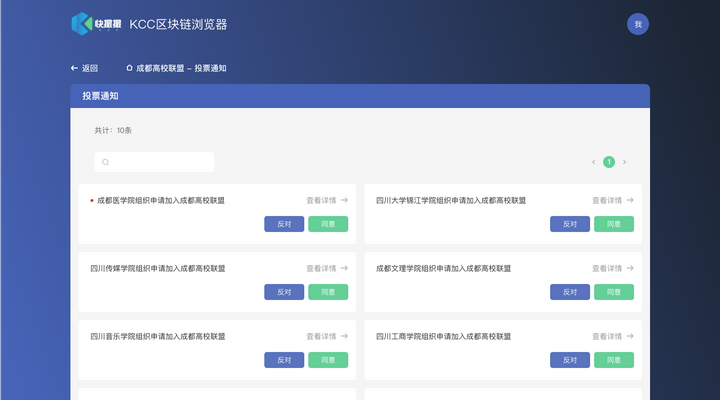 快摆摆 KCC区块链浏览器
我
返回 成都高校联盟 – 投票通知
投票通知
共计：10条
1
成都医学院组织申请加入成都高校联盟 查看详情
反对 同意
四川大学锦江学院组织申请加入成都高校联盟 查看详情
反对 同意
四川传媒学院组织申请加入成都高校联盟 查看详情
反对 同意
成都文理学院组织申请加入成都高校联盟 查看详情
反对 同意
四川音乐学院组织申请加入成都高校联盟 查看详情
反对 同意
四川工商学院组织申请加入成都高校联盟 查看详情
反对 同意